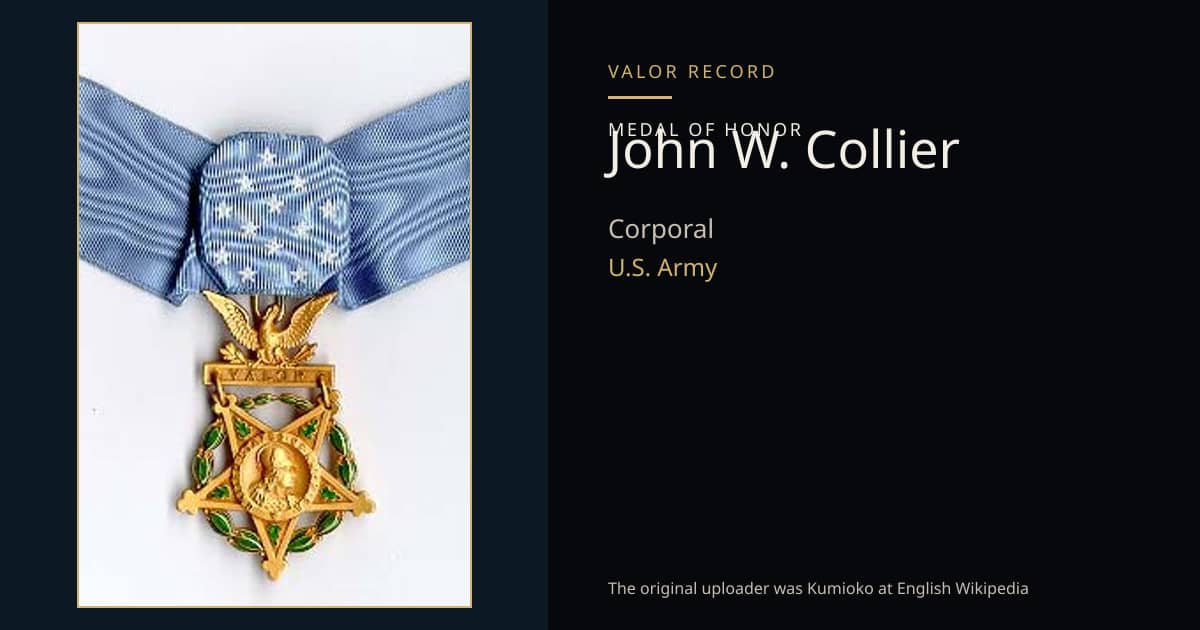 VALOR RECORD
MEDAL OF HONOR
John W. Collier
Corporal
U.S. Army
The original uploader was Kumioko at English Wikipedia
VALOR